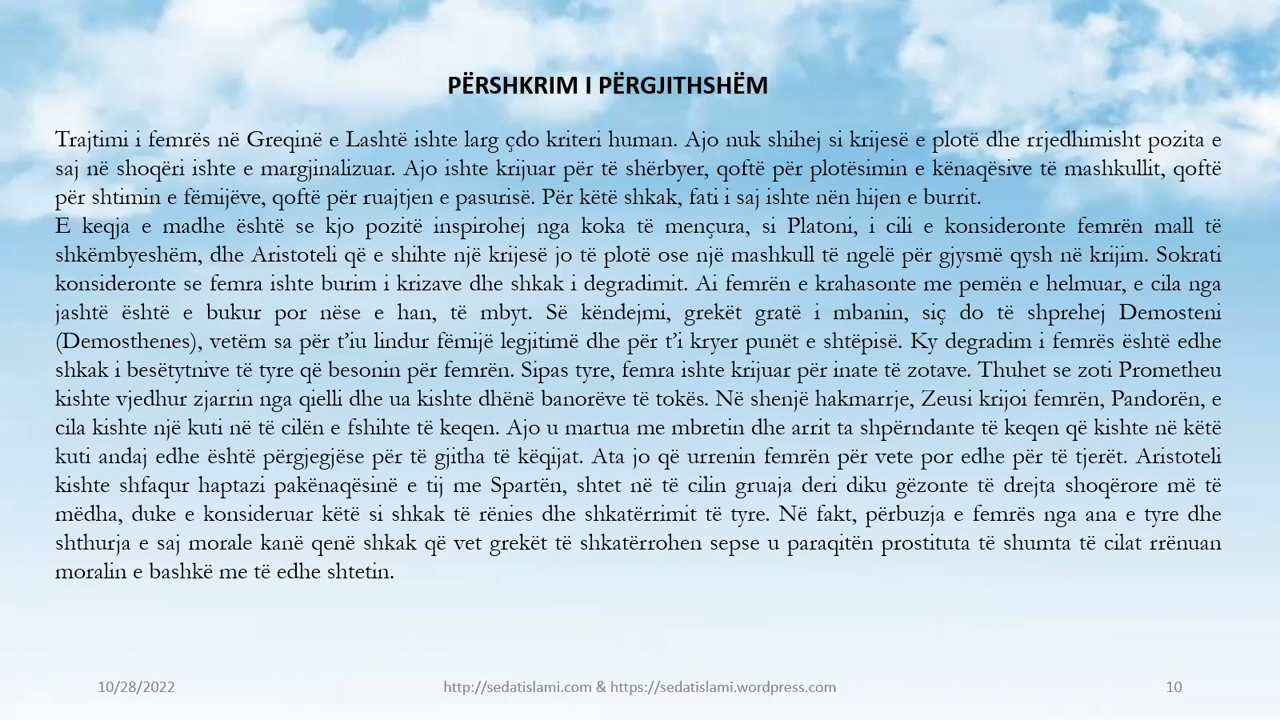 PËRSHKRIM I PËRGJITHSHËM
Trajtimi i femrës në Greqinë e Lashtë ishte larg çdo kriteri human. Ajo nuk shihej si krijesë e plotë dhe rrjedhimisht pozita e
saj në shoqëri ishte e margjinalizuar. Ajo ishte krijuar për të shërbyer, qoftë për plotësimin e kënaqësive të mashkullit, qoftë
për shtimin e fëmijëve, qoftë për ruajtjen e pasurisë. Për këtë shkak, fati i saj ishte nën hijen e burrit.
E keqja e madhe është se kjo pozitë inspirohej nga koka të mençura, si Platoni, i cili e konsideronte femrën mall të
shkëmbyeshëm, dhe Aristoteli që e shihte një krijesë jo të plotë ose një mashkull të ngelë për gjysmë qysh në krijim. Sokrati
konsideronte se femra ishte burim i krizave dhe shkak i degradimit. Ai femrën e krahasonte me pemën e helmuar, e cila nga
jashtë është e bukur por nëse e han, të mbyt. Së këndejmi, grekët gratë i mbanin, siç do të shprehej Demosteni
(Demosthenes), vetëm sa për t’iu lindur fëmijë legjitimë dhe për t’i kryer punët e shtëpisë. Ky degradim i femrës është edhe
shkak i besëtytnive të tyre që besonin për femrën. Sipas tyre, femra ishte krijuar për inate të zotave. Thuhet se zoti Prometheu
kishte vjedhur zjarrin nga qielli dhe ua kishte dhënë banorëve të tokës. Në shenjë hakmarrje, Zeusi krijoi femrën, Pandorën, e
cila kishte një kuti në të cilën e fshihte të keqen. Ajo u martua me mbretin dhe arrit ta shpërndante të keqen që kishte në këtë
kuti andaj edhe është përgjegjëse për të gjitha të këqijat. Ata jo që urrenin femrën për vete por edhe për të tjerët. Aristoteli
kishte shfaqur haptazi pakënaqësinë e tij me Spartën, shtet në të cilin gruaja deri diku gëzonte të drejta shoqërore më të
mëdha, duke e konsideruar këtë si shkak të rënies dhe shkatërrimit të tyre. Në fakt, përbuzja e femrës nga ana e tyre dhe
shthurja e saj morale kanë qenë shkak që vet grekët të shkatërrohen sepse u paraqitën prostituta të shumta të cilat rrënuan
moralin e bashkë me të edhe shtetin.
10/28/2022
http://sedatislami.com & https://sedatislami.wordpress.com
10